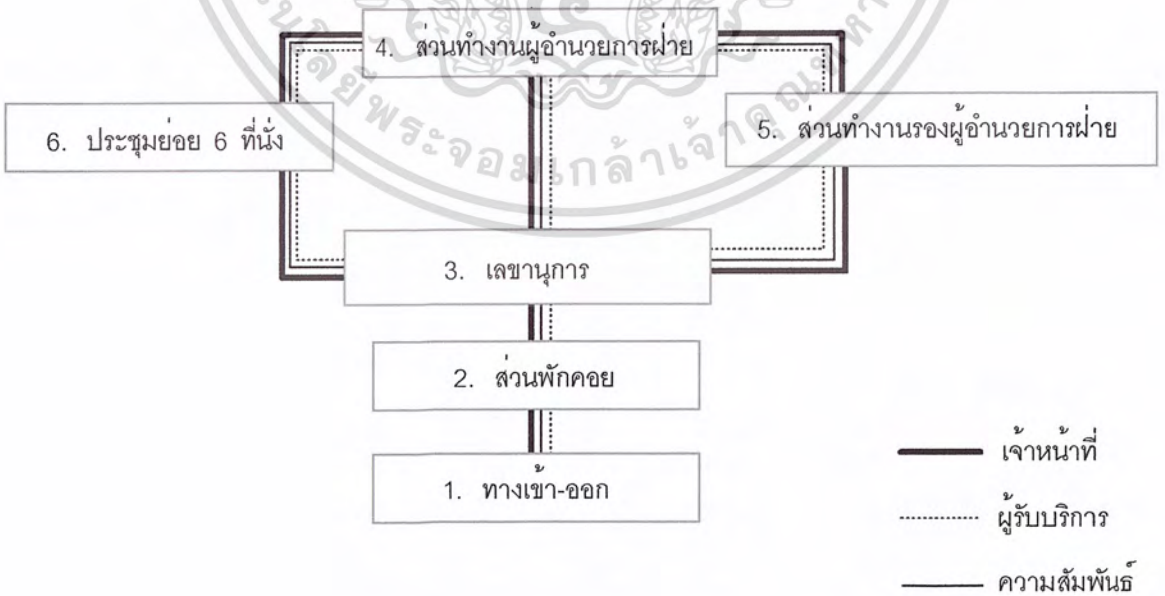 4. ส่วนทำงานผู้อำนวยการฝ่าย
6. ประชุมย่อย 6 ที่นั่ง
5. ส่วนทำงานรองผู้อำนวยการฝ่าย
3. เลขานุการ
2. ส่วนพักคอย
1. ทางเข้า-ออก
เจ้าหน้าที่
ผู้รับบริการ
ความสัมพันธ์